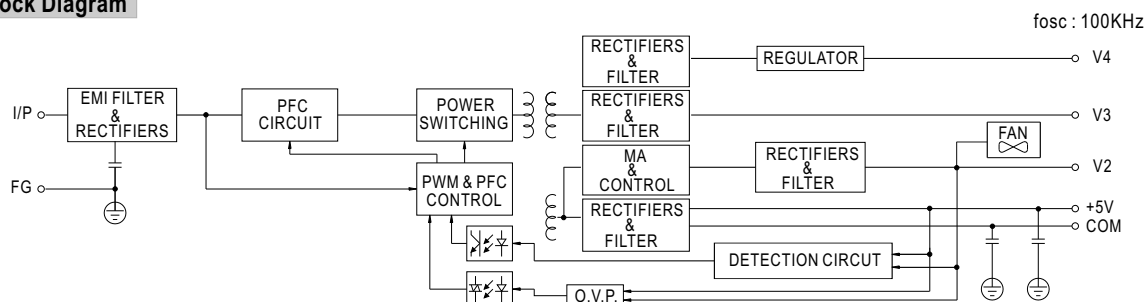 ock Diagram
fosc : 100KHz
RECTIFIERS
&
FILTER
REGULATOR
V4
I/P
EMI FILTER
&
RECTIFIERS
PFC
CIRCUIT
POWER
SWITCHING
RECTIFIERS
&
FILTER
V3
FAN
MA
&
CONTROL
RECTIFIERS
&
FILTER
V2
FG
PWM & PFC
CONTROL
RECTIFIERS
&
FILTER
+5V
COM
DETECTION CIRCUT
O.V.P.